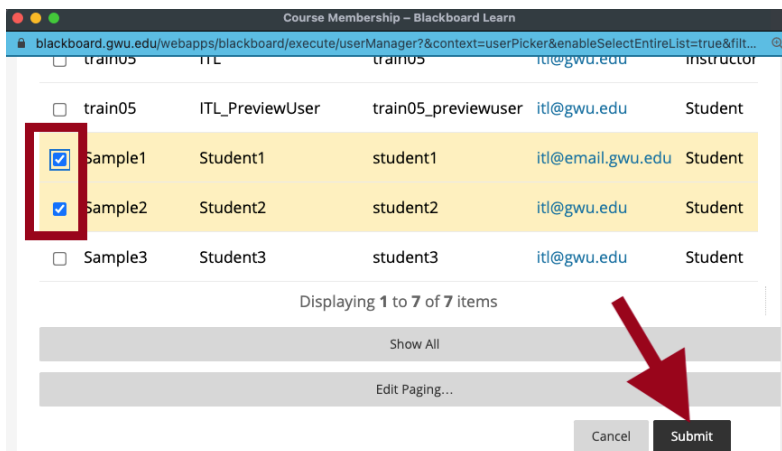 Course Membership – Blackboard Learn
blackboard.gwu.edu/webapps/blackboard/execute/userManager?&context=userPicker&enableSelectEntireList=true&filt...
train05 ITL train05 itl@gwu.edu Instructor
train05 ITL_PreviewUser train05_previewuser itl@gwu.edu Student
Sample1 Student1 student1 itl@email.gwu.edu Student
Sample2 Student2 student2 itl@gwu.edu Student
Sample3 Student3 student3 itl@gwu.edu Student
Displaying 1 to 7 of 7 items
Show All
Edit Paging...
Cancel Submit